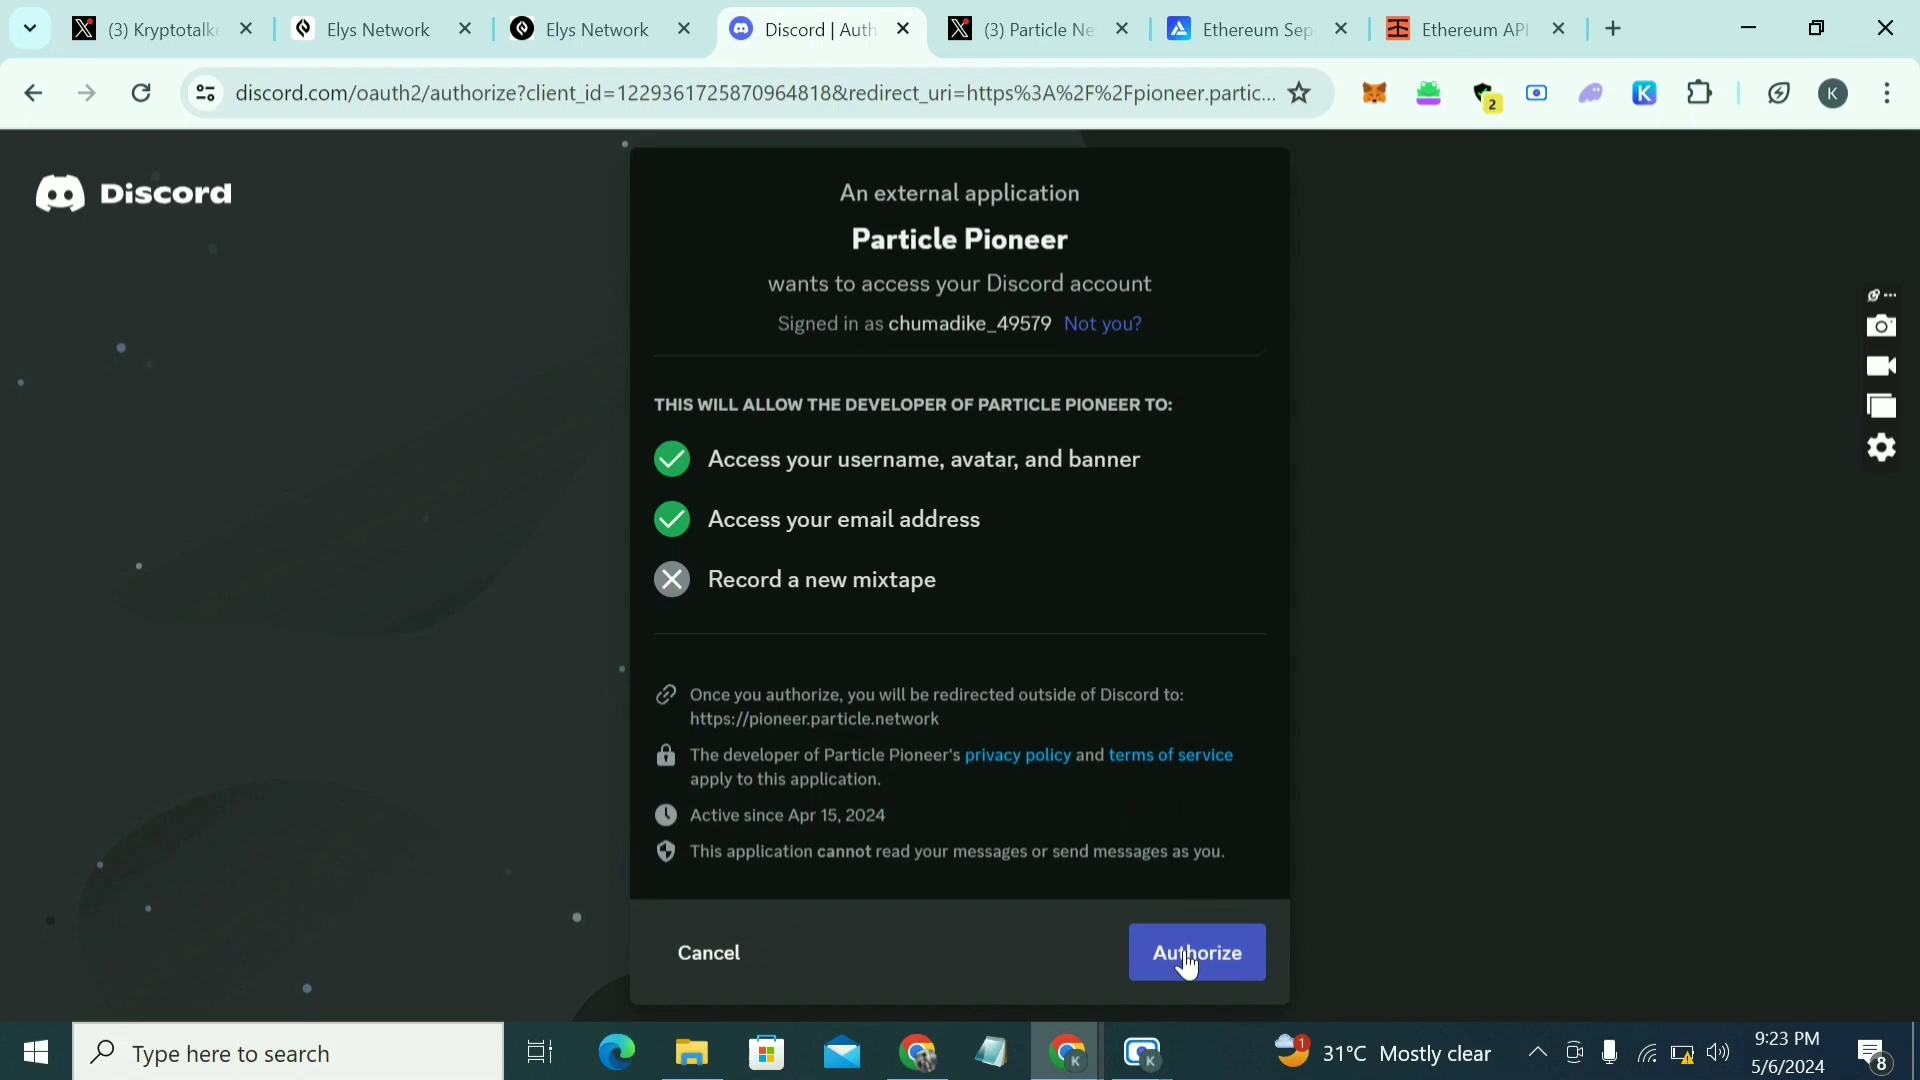 (3) Kryptotalk
Elys Network
Elys Network
Discord | Auth
(3) Particle Ne
Ethereum Sep
Ethereum API
discord.com/oauth2/authorize?client_id=1229361725870964818&redirect_uri=https%3A%2F%2Fpioneer.partic...
2
K
K
Discord
An external application
Particle Pioneer
wants to access your Discord account
Signed in as chumadike_49579 Not you?
THIS WILL ALLOW THE DEVELOPER OF PARTICLE PIONEER TO:
Access your username, avatar, and banner
Access your email address
Record a new mixtape
Once you authorize, you will be redirected outside of Discord to:
https://pioneer.particle.network
The developer of Particle Pioneer's privacy policy and terms of service
apply to this application.
Active since Apr 15, 2024
This application cannot read your messages or send messages as you.
Cancel
Authorize
Type here to search
K
K
1
31°C Mostly clear
9:23 PM
5/6/2024
8